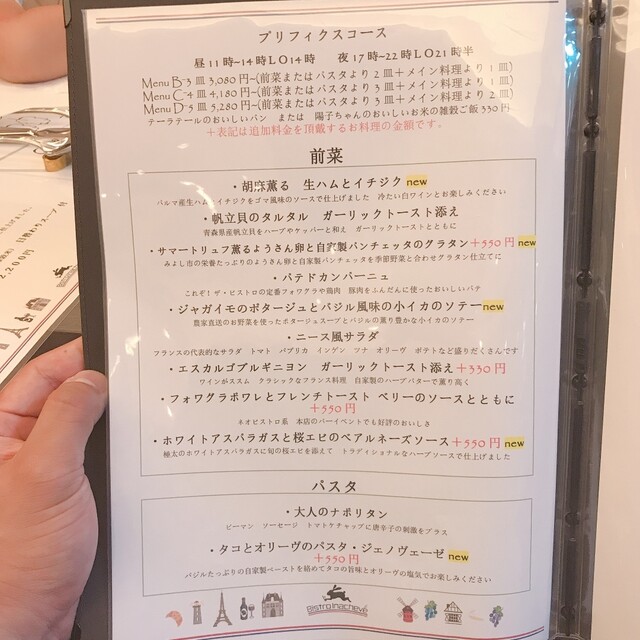 プリフィクスコース
昼11時~14時LO14時 夜17時~22時LO21時半
Menu B-3皿 3,080円~(前菜またはパスタより2皿+メイン料理より1皿)
Menu C-4皿 4,180円~(前菜またはパスタより3皿+メイン料理より1皿)
Menu D-5皿 5,280円~(前菜またはパスタより3皿+メイン料理より2皿)
テーラテールのおいしいパン または 陽子ちゃんのおいしいお米の雑穀ご飯330円
+表記は追加料金を頂戴するお料理の金額です。
前菜
・胡麻薫る 生ハムとイチジク new
パルマ産生ハムとイチジクをゴマ風味のソースで仕上げました 冷たい白ワインとお楽しみください
・帆立貝のタルタル ガーリックトースト添え
青森県産帆立貝をハーブやケッパーと和え ガーリックトーストとともに
・サマートリュフ薫るようさん卵と自家製パンチェッタのグラタン+550円 new
みよし市の栄養たっぷりのようさん卵と自家製パンチェッタを季節野菜と合わせグラタン仕立てに
・パテドカンパーニュ
これぞ!ザ・ビストロの定番フォワグラや鶏肉 豚肉をふんだんに使ったおいしいパテ
・ジャガイモのポタージュとバジル風味の小イカのソテー new
農家直送のお野菜を使ったポタージュスープとバジルの薫り豊かな小イカのソテー
・ニース風サラダ
フランスの代表的なサラダ トマト パプリカ インゲン ツナ オリーヴ ポテトなど盛りだくさんです
・エスカルゴブルギニヨン ガーリックトースト添え+330円
ワインがススム クラシックなフランス料理 自家製のハーブバターで薫り高く
・フォワグラポワレとフレンチトースト ベリーのソースとともに
+550円
ネオビストロ系 本店のバーイベントでも好評のおいしさ
・ホワイトアスパラガスと桜エビのベアルネーズソース+550円 new
極太のホワイトアスパラガスに旬の桜エビを添えて トラディショナルなハーブソースで仕上げました
パスタ
・大人のナポリタン
ピーマン ソーセージ トマトケチャップに唐辛子の刺激をプラス
・タコとオリーヴのパスタ・ジェノヴェーゼ new
+550円
バジルたっぷりの自家製ペーストを絡めてタコの旨味とオリーヴの塩気でお楽しみください
Bistro Inachevé
2,200円